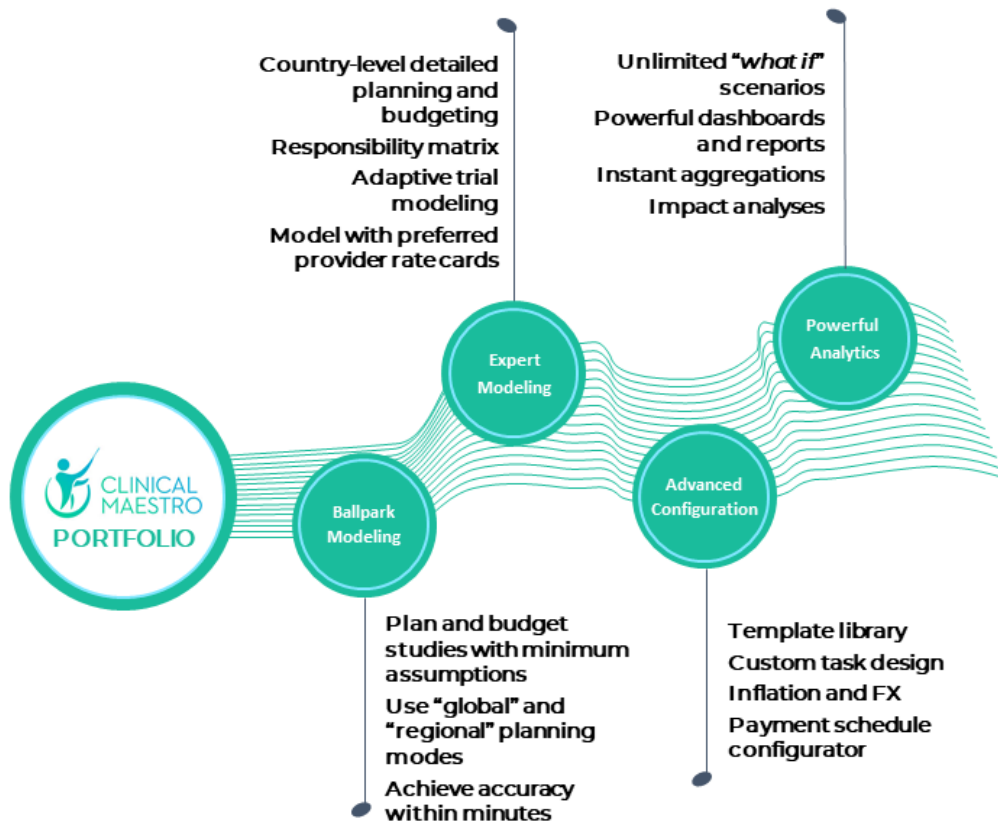 Country-level detailed
planning and
budgeting
Responsibility matrix
Adaptive trial
modeling
Model with preferred
provider rate cards
Unlimited “what if”
scenarios
Powerful dashboards
and reports
Instant aggregations
Impact analyses
Powerful
Analytics
Expert
Modeling
CLINICAL
MAESTRO
PORTFOLIO
Ballpark
Modeling
Advanced
Configuration
Plan and budget
studies with minimum
assumptions
Use “global” and
“regional” planning
modes
Achieve accuracy
within minutes
Template library
Custom task design
Inflation and FX
Payment schedule
configurator